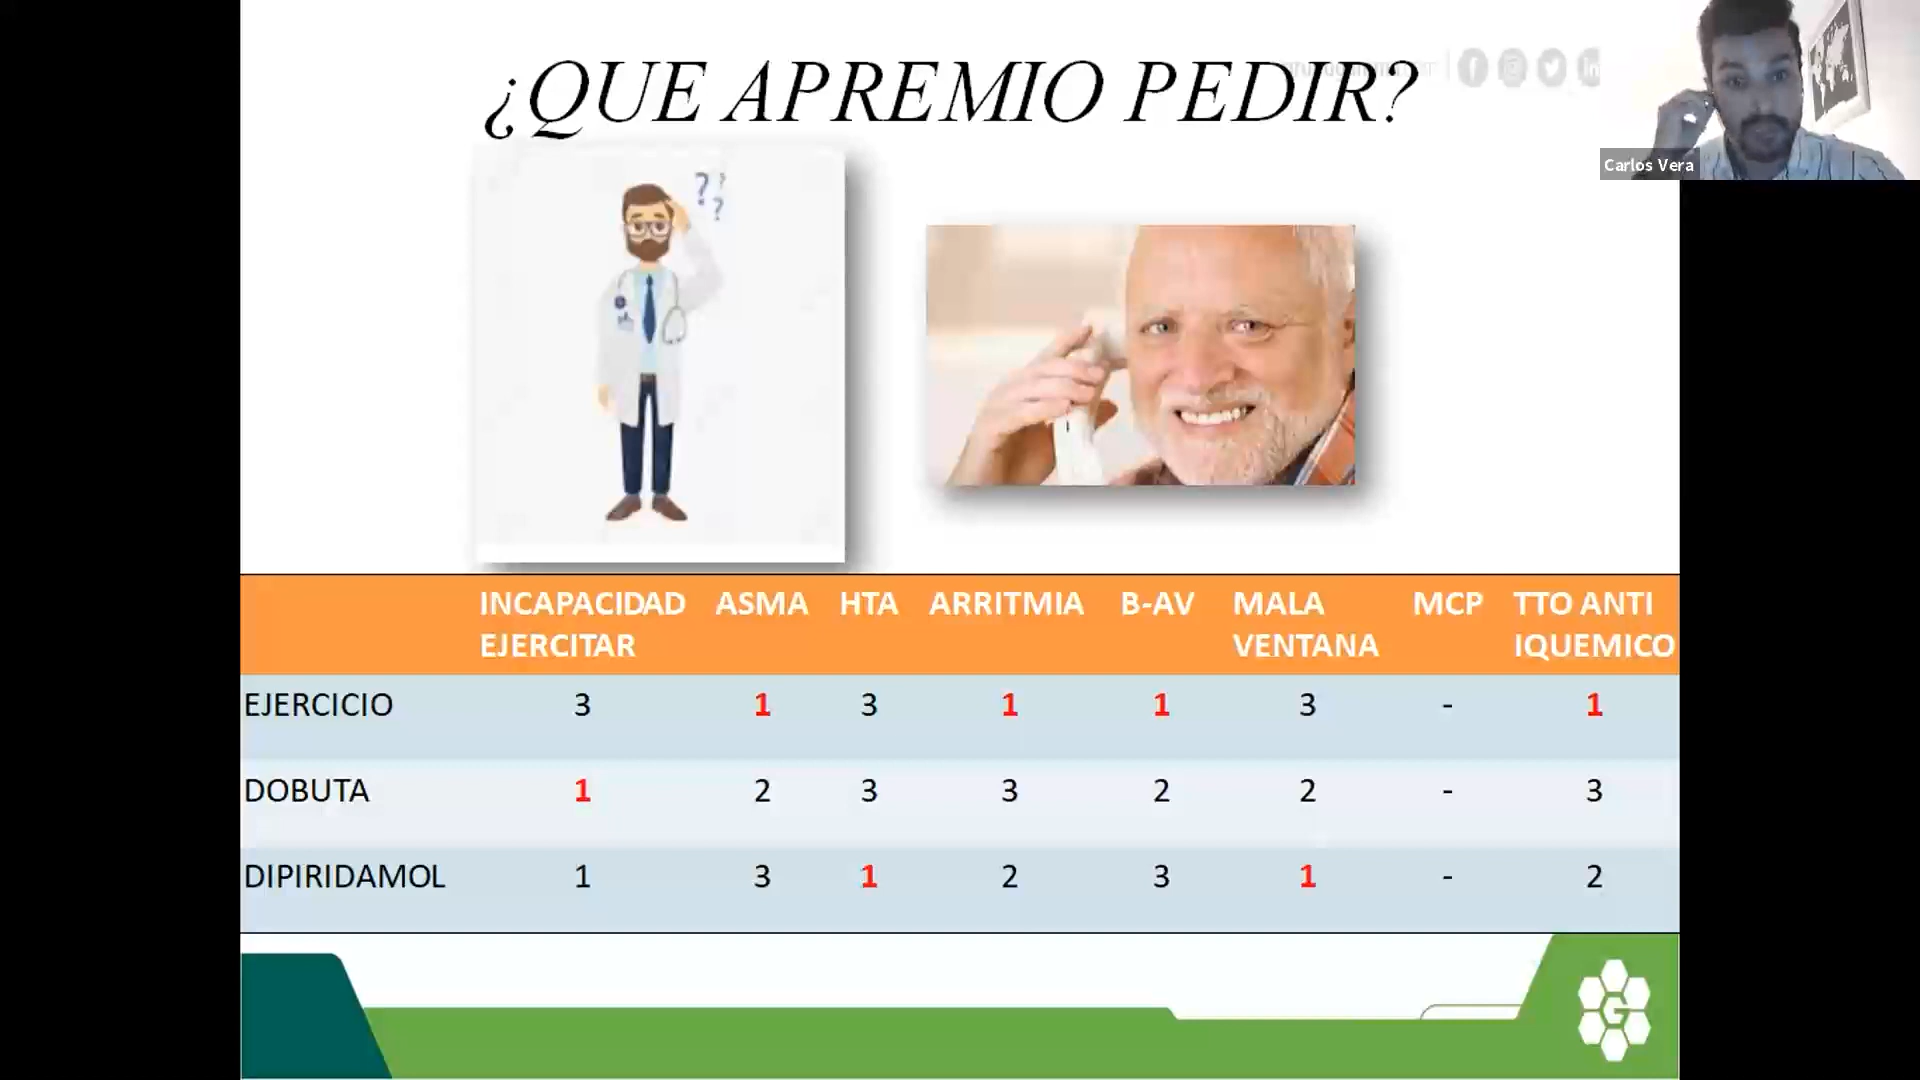 ¿QUE APREMIO PEDIR?
Carlos Vera
? ?
?
INCAPACIDAD EJERCITAR ASMA HTA ARRITMIA B-AV MALA VENTANA MCP TTO ANTI IQUEMICO
EJERCICIO 3 1 3 1 1 3 - 1
DOBUTA 1 2 3 3 2 2 - 3
DIPIRIDAMOL 1 3 1 2 3 1 - 2
G